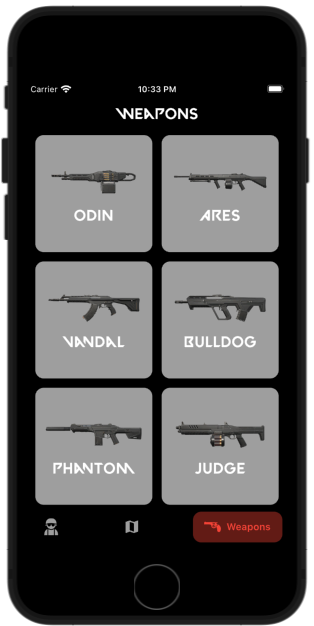 Carrier 10:33 PM
WEAPONS
ODIN ARES
VANDAL BULLDOG
PHANTOM JUDGE
Weapons